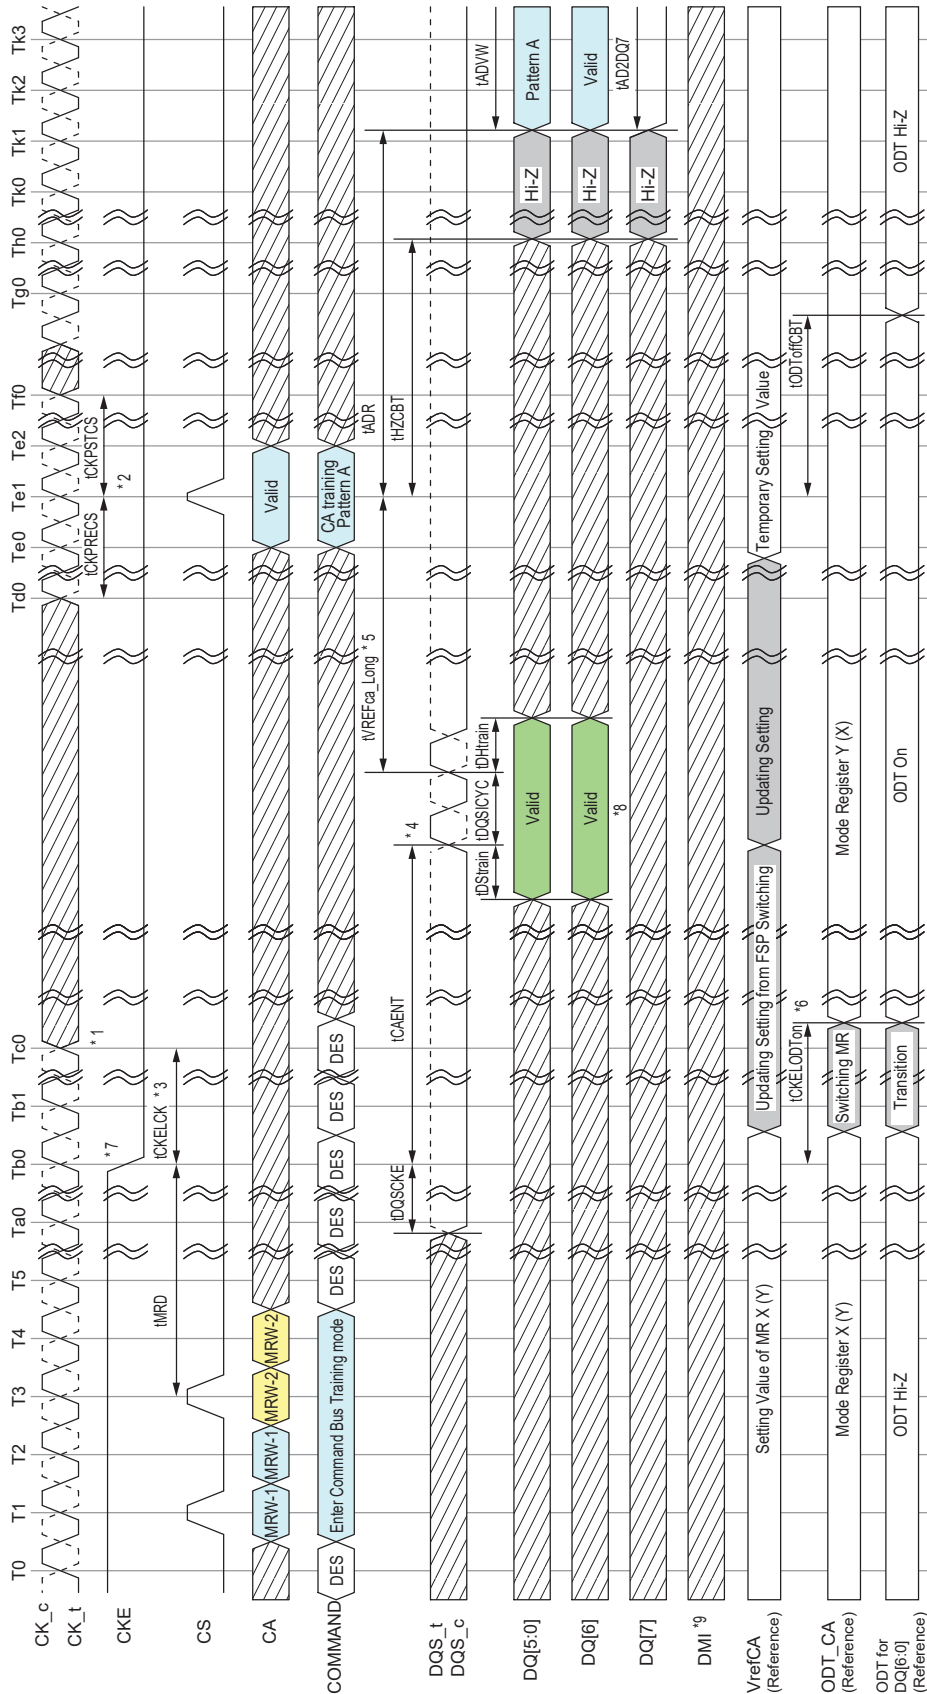 T0 T1 T2 T3 T4 T5 Ta0 Tb0 Tb1 Tc0 Td0 Te0 Te1 Te2 Tf0 Tg0 Th0 Tk0 Tk1 Tk2 Tk3
CK_c
CK_t
* 1
tCKPRECS
tCKPSTCS
CKE
* 7
* 2
tMRD
tCKELCK * 3
CS
CA
MRW-1
MRW-1
MRW-2
MRW-2
Valid
COMMAND
DES
Enter Command Bus Training mode
DES
DES
DES
DES
DES
CA training
Pattern A
tADR
tVREFca_Long * 5
tHZCBT
tDQSCKE
tCAENT
* 4
DQS_t
DQS_c
tDStrain
tDQSICYC
tDHtrain
tADVW
DQ[5:0]
Valid
Hi-Z
Pattern A
DQ[6]
Valid
Hi-Z
Valid
*8
DQ[7]
Hi-Z
tAD2DQ7
DMI *9
VrefCA
(Reference)
Setting Value of MR X (Y)
Updating Setting from FSP Switching
Updating Setting
Temporary Setting Value
tCKELODTon
*6
tODToffCBT
ODT_CA
(Reference)
Mode Register X (Y)
Switching MR
Mode Register Y (X)
ODT for
DQ[6:0]
(Reference)
ODT Hi-Z
Transition
ODT On
ODT Hi-Z